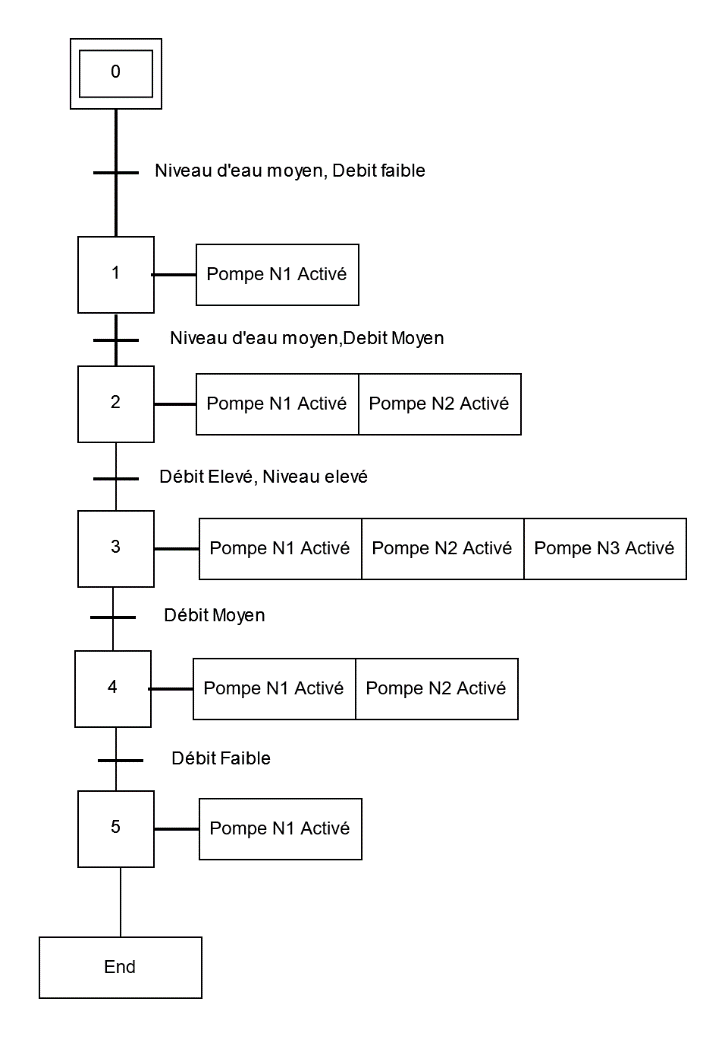 0
Niveau d'eau moyen, Debit faible
1
Pompe N1 Activé
Niveau d'eau moyen,Debit Moyen
2
Pompe N1 Activé
Pompe N2 Activé
Débit Elevé, Niveau elevé
3
Pompe N1 Activé
Pompe N2 Activé
Pompe N3 Activé
Débit Moyen
4
Pompe N1 Activé
Pompe N2 Activé
Débit Faible
5
Pompe N1 Activé
End